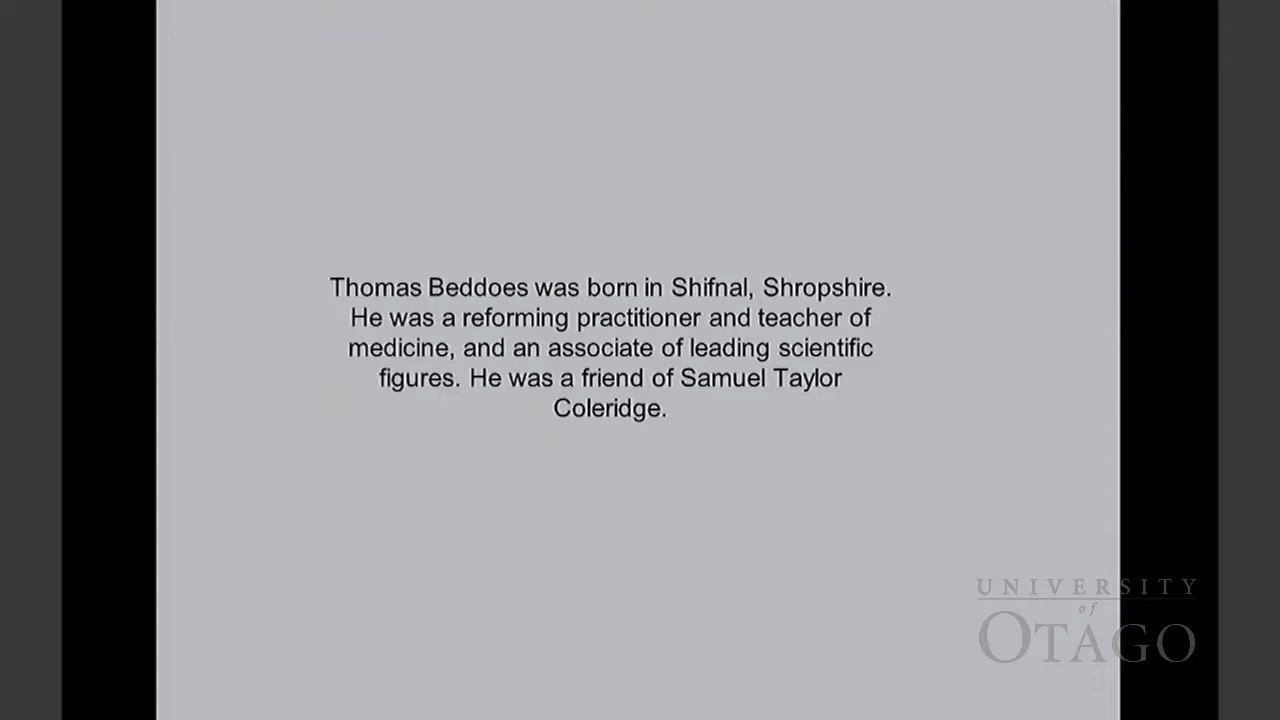 Thomas Beddoes was born in Shifnal, Shropshire.
He was a reforming practitioner and teacher of
medicine, and an associate of leading scientific
figures. He was a friend of Samuel Taylor
Coleridge.
UNIVERSITY
of
OTAGO